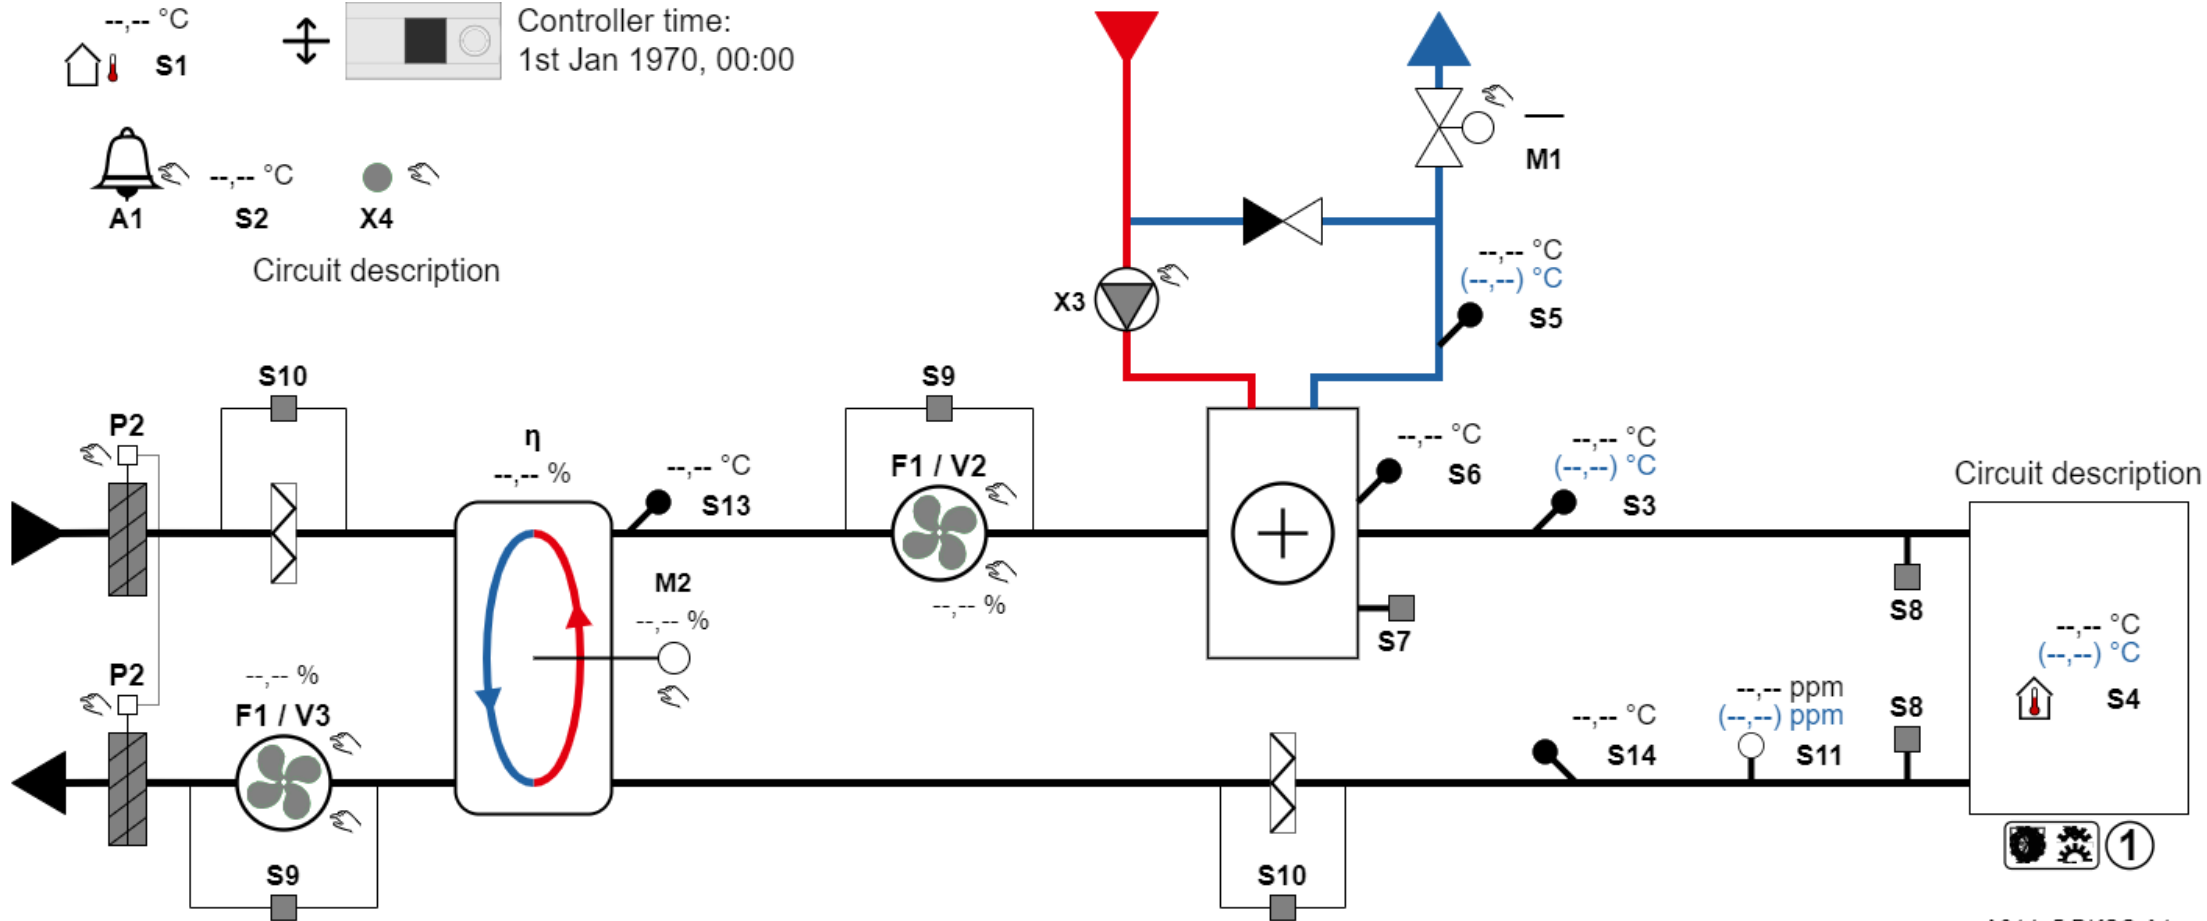 --,-- °C
S1
Controller time:
1st Jan 1970, 00:00
A1
--,-- °C
S2
X4
Circuit description
M1
--,-- °C
(--,--) °C
S5
X3
S10
P2
η
--,-- %
--,-- °C
S13
S9
F1 / V2
--,-- %
--,-- °C
S6
--,-- °C
(--,--) °C
S3
Circuit description
M2
--,-- %
S7
S8
--,-- °C
(--,--) °C
S4
P2
--,-- %
F1 / V3
S9
--,-- °C
S14
--,-- ppm
(--,--) ppm
S11
S8
S10
1